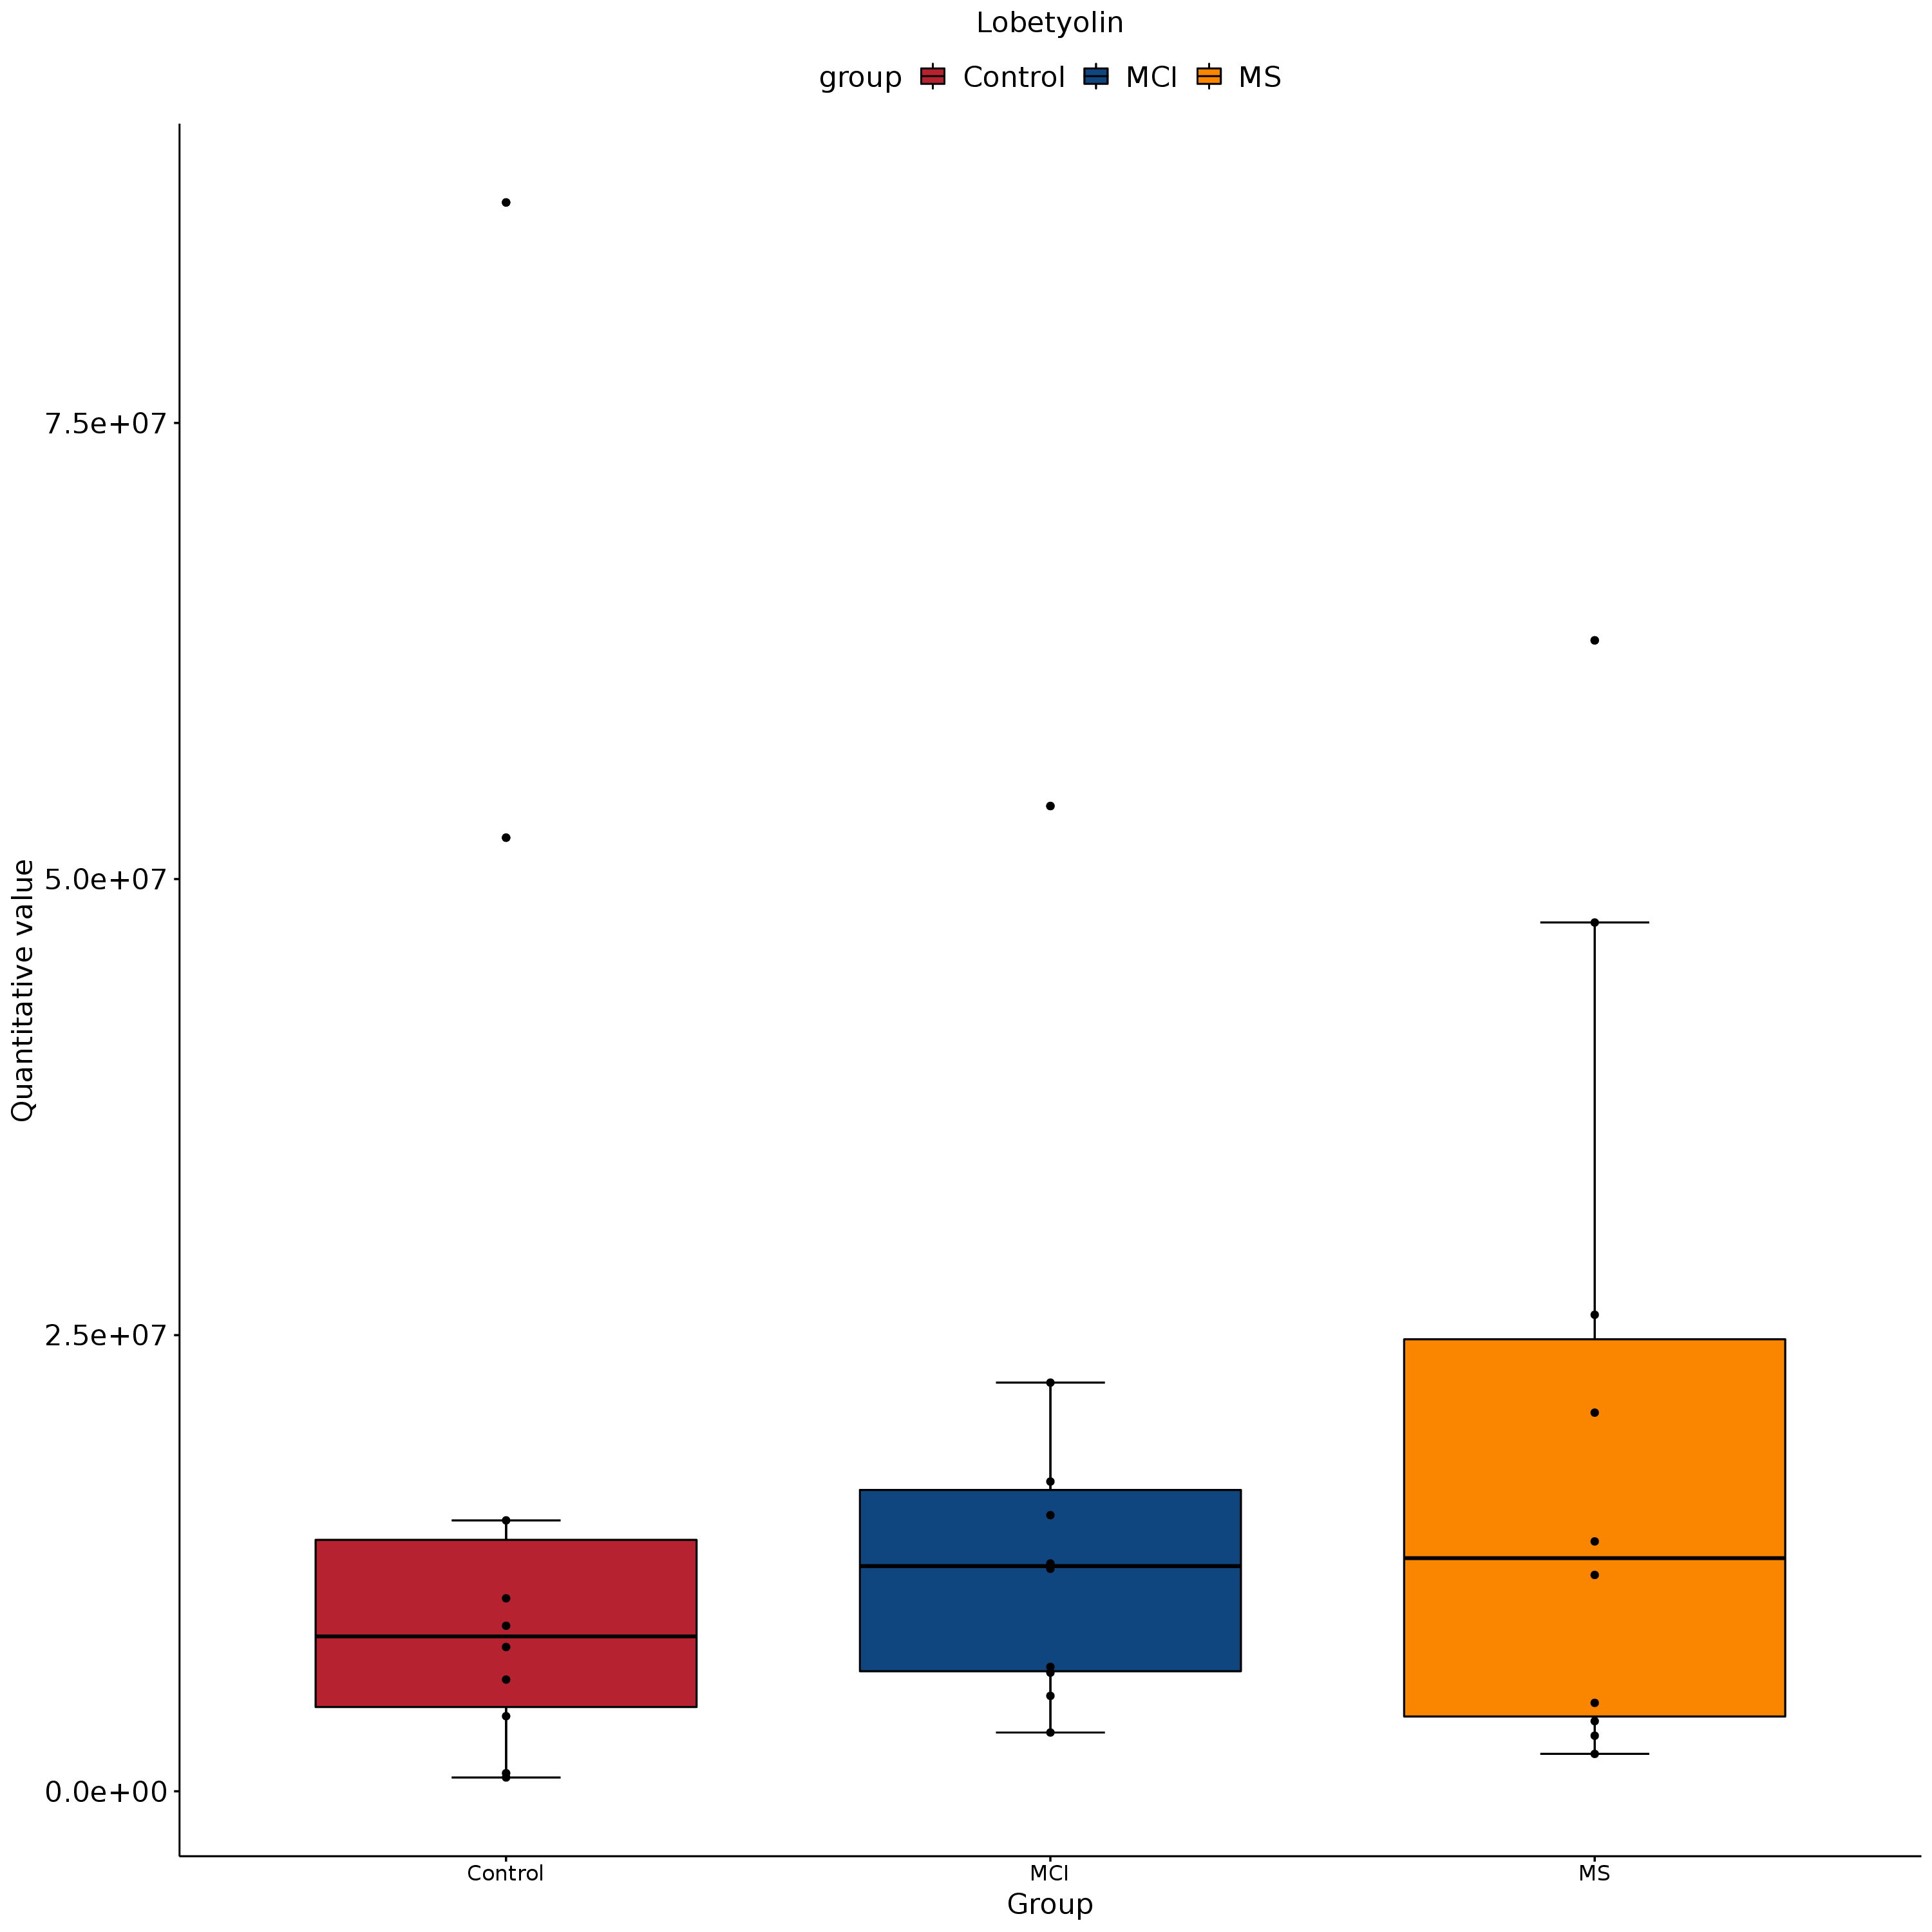 Lobetyolin
group Control MCI MS
Quantitative value
7.5e+07
5.0e+07
2.5e+07
0.0e+00
Control MCI MS
Group